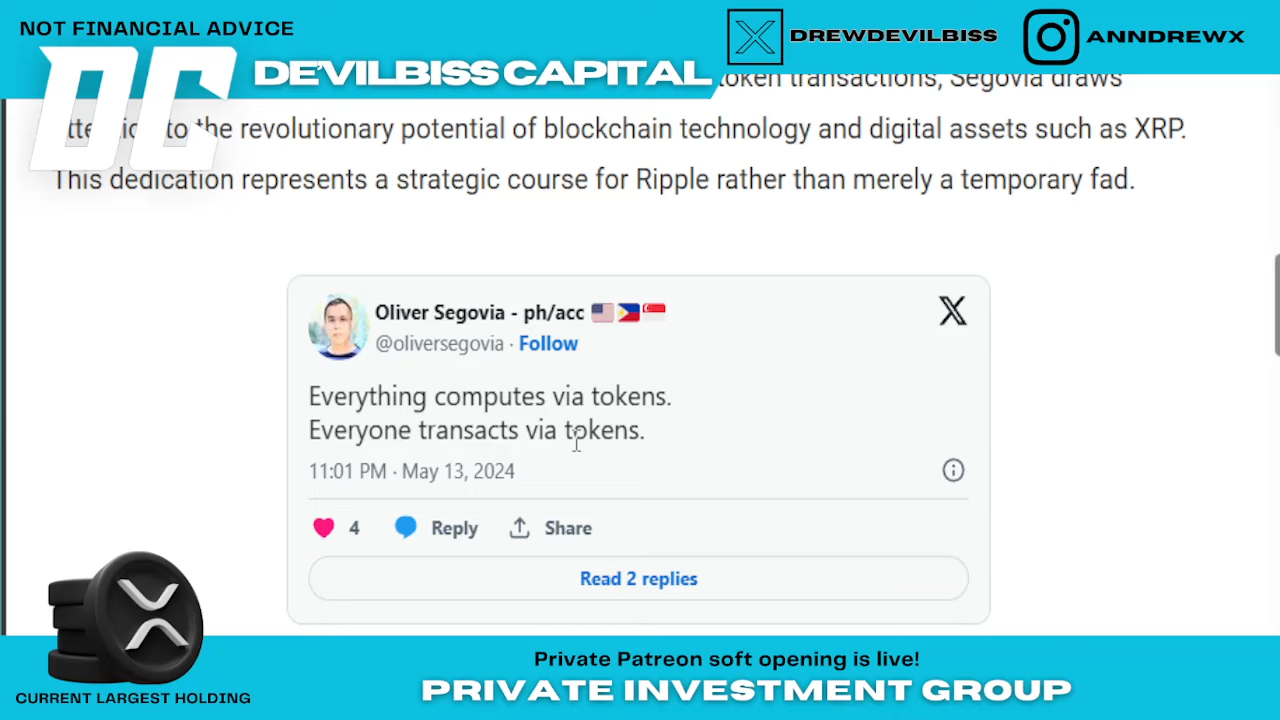 NOT FINANCIAL ADVICE
DREWDEVILBISS
ANNDREWX
DC
DE'VILBISS CAPITAL
token transactions, Segovia draws
to the revolutionary potential of blockchain technology and digital assets such as XRP.
This dedication represents a strategic course for Ripple rather than merely a temporary fad.
Oliver Segovia - ph/acc
@oliversegovia · Follow
Everything computes via tokens.
Everyone transacts via tokens.
11:01 PM · May 13, 2024
4 Reply Share
Read 2 replies
Private Patreon soft opening is live!
PRIVATE INVESTMENT GROUP
CURRENT LARGEST HOLDING